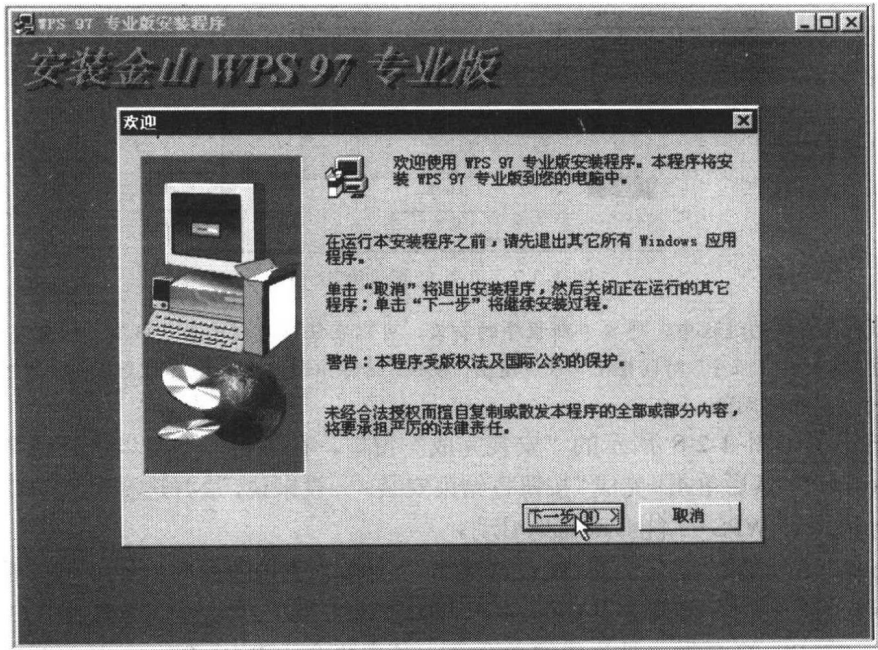 WPS 97 专业版安装程序
安装金山 WPS 97 专业版
欢迎
欢迎使用 WPS 97 专业版安装程序。本程序将安
装 WPS 97 专业版到您的电脑中。
在运行本安装程序之前，请先退出其它所有 Windows 应用
程序。
单击“取消”将退出安装程序，然后关闭正在运行的其它
程序；单击“下一步”将继续安装过程。
警告：本程序受版权法及国际公约的保护。
未经合法授权而擅自复制或散发本程序的全部或部分内容，
将要承担严厉的法律责任。
下一步(N) >
取消